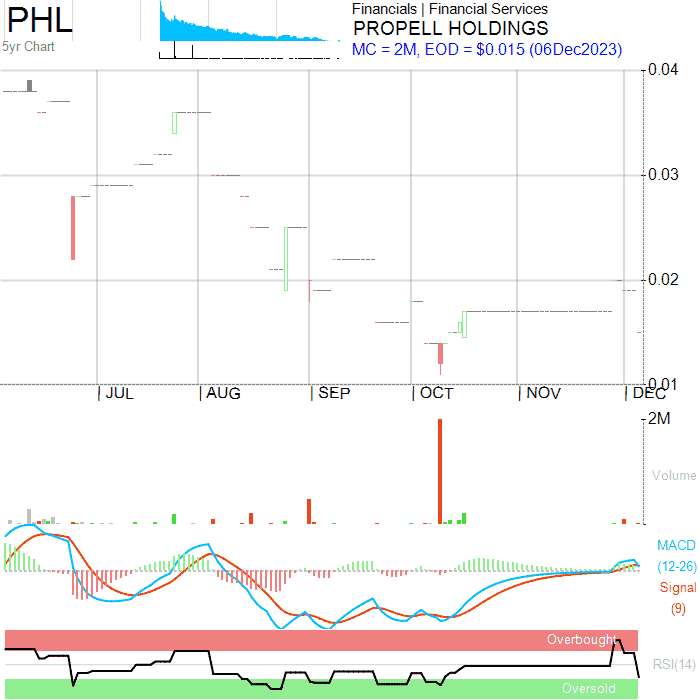 PHL
5yr Chart
Financials | Financial Services
PROPELL HOLDINGS
MC = 2M, EOD = $0.015 (06Dec2023)
0.04
0.03
0.02
0.01
| JUL | AUG | SEP | OCT | NOV | DEC
2M
Volume
MACD
(12-26)
Signal
(9)
Overbought
RSI(14)
Oversold